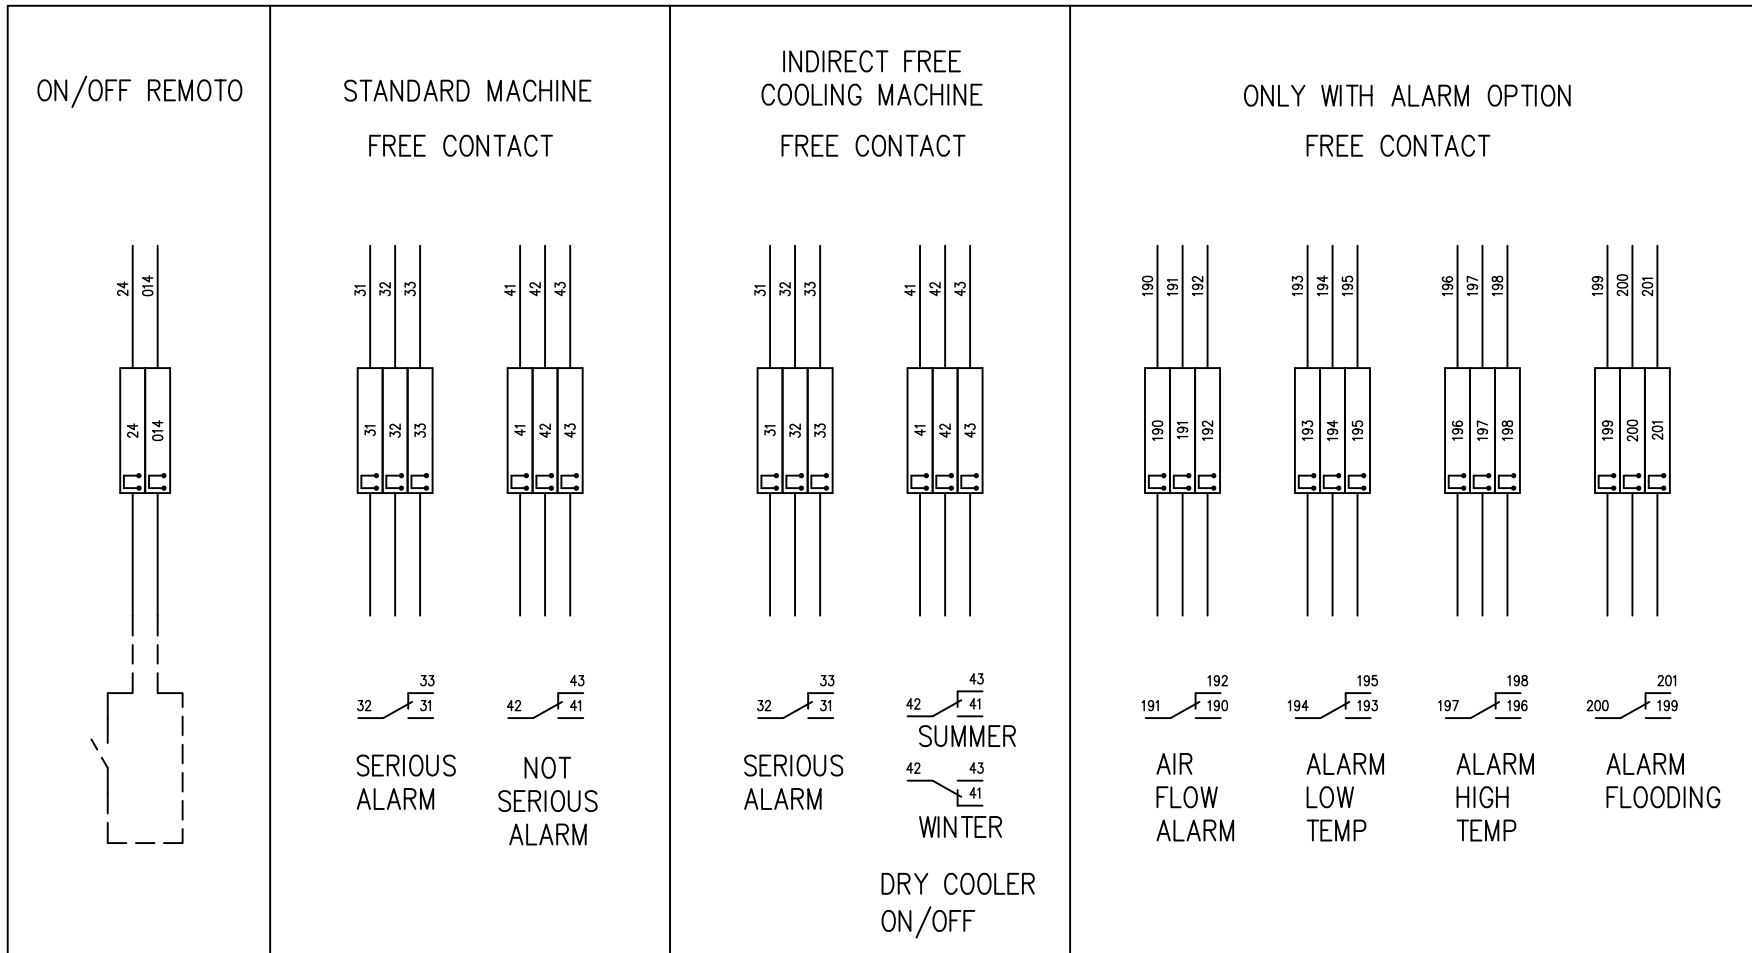 ON/OFF REMOTO
24 014
24 014
STANDARD MACHINE
FREE CONTACT
31 32 33 41 42 43
31 32 33 41 42 43
33 43
32 31 42 41
SERIOUS
ALARM
NOT
SERIOUS
ALARM
INDIRECT FREE
COOLING MACHINE
FREE CONTACT
31 32 33 41 42 43
31 32 33 41 42 43
33
32 31
SERIOUS
ALARM
43
42 41
SUMMER
42 43
41
WINTER
DRY COOLER
ON/OFF
ONLY WITH ALARM OPTION
FREE CONTACT
190 191 192 193 194 195 196 197 198 199 200 201
190 191 192 193 194 195 196 197 198 199 200 201
192 195 198 201
191 190 194 193 197 196 200 199
AIR
FLOW
ALARM
ALARM
LOW
TEMP
ALARM
HIGH
TEMP
ALARM
FLOODING